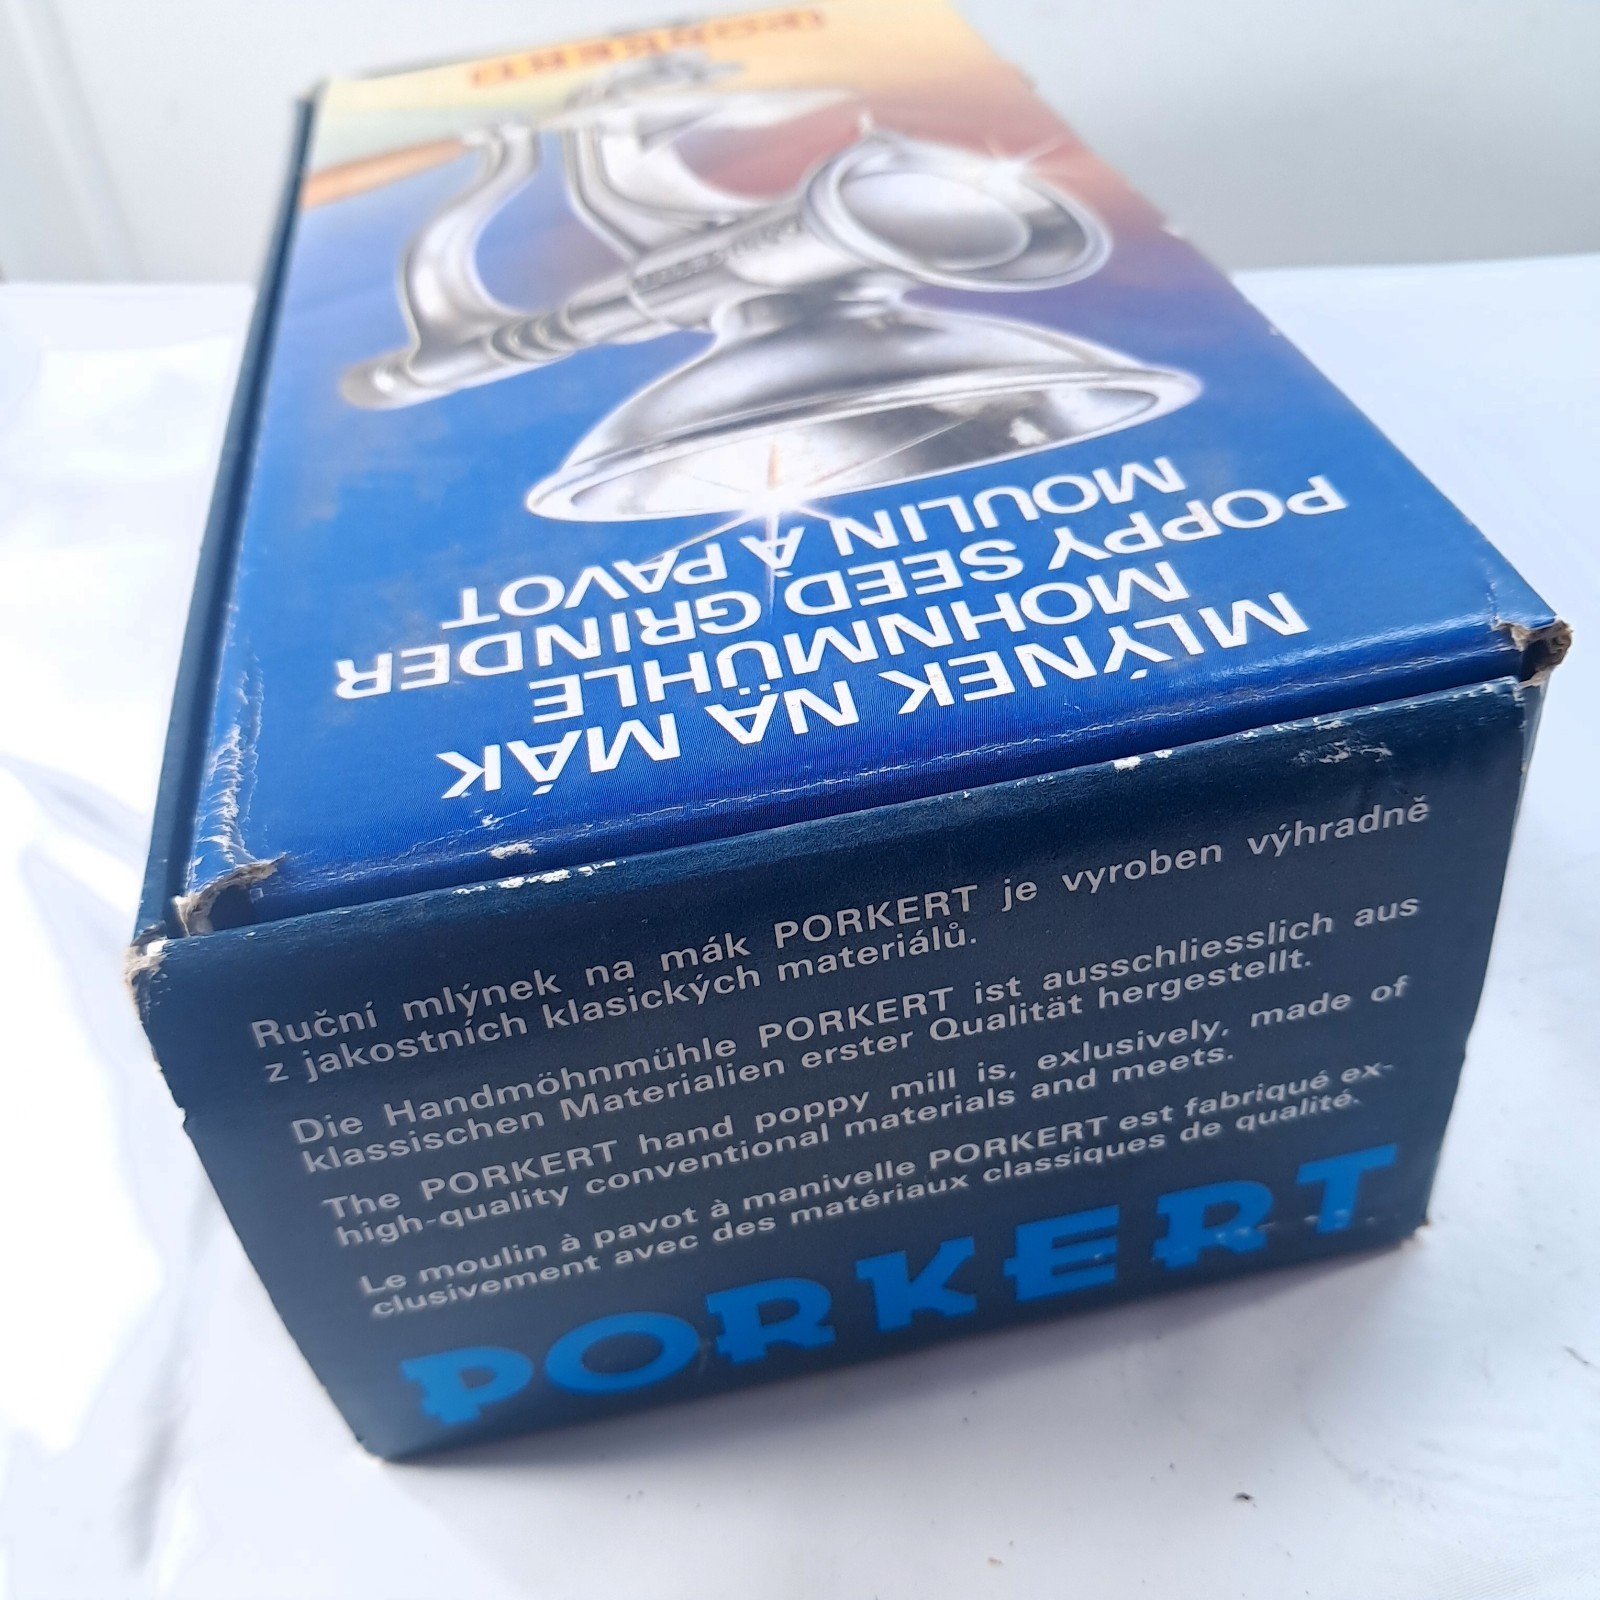 PORKERT
MLÝNEK NA MÁK
MOHNMÜHLE
POPPY SEED GRINDER
MOULIN À PAVOT
Ruční mlýnek na mák PORKERT je vyroben výhradně
z jakostních klasických materiálů.
Die Handmöhnmühle PORKERT ist ausschliesslich aus
klassischen Materialien erster Qualität hergestellt.
The PORKERT hand poppy mill is, exlusively, made of
high-quality conventional materials and meets.
Le moulin à pavot à manivelle PORKERT est fabriqué ex-
clusivement avec des matériaux classiques de qualité.
PORKERT